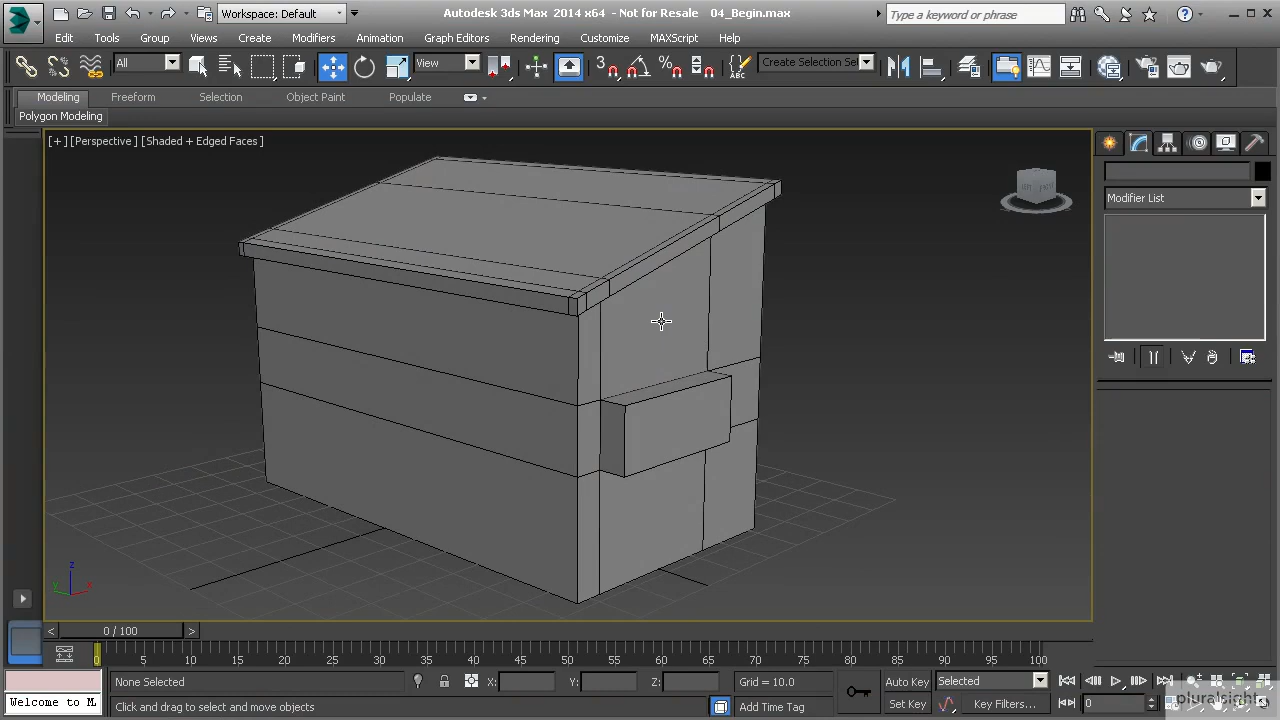 Workspace: Default
Autodesk 3ds Max 2014 x64 - Not for Resale 04_Begin.max
Type a keyword or phrase
File Edit Tools Group Views Create Modifiers Animation Graph Editors Rendering Customize MAXScript Help
All
View
Create Selection Se
Modeling Freeform Selection Object Paint Populate
Polygon Modeling
[+][Perspective][Shaded + Edged Faces]
Modifier List
z
y
x
0 / 100
0 5 10 15 20 25 30 35 40 45 50 55 60 65 70 75 80 85 90 95 100
None Selected
X:
Y:
Z:
Grid = 10.0
Auto Key
Selected
Welcome to M
Click and drag to select and move objects
Add Time Tag
Set Key
Key Filters...
0
pluralsight